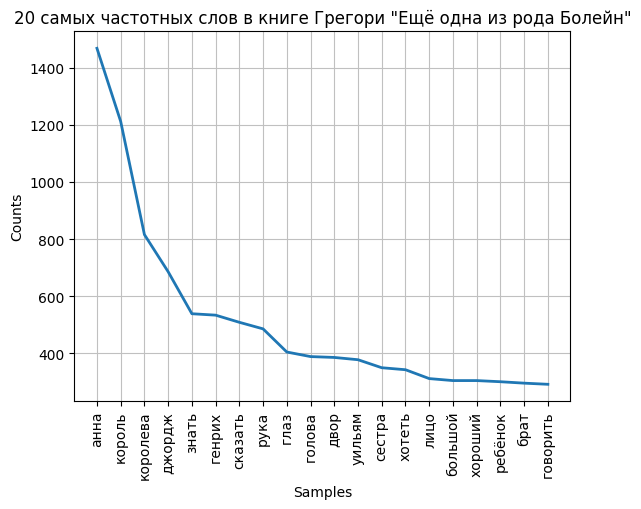 20 самых частотных слов в книге Грегори "Ещё одна из рода Болейн"
1400
1200
1000
800
600
400
Counts
анна
король
королева
джордж
знать
генрих
сказать
рука
глаз
голова
двор
уильям
сестра
хотеть
лицо
большой
хороший
ребёнок
брат
говорить
Samples